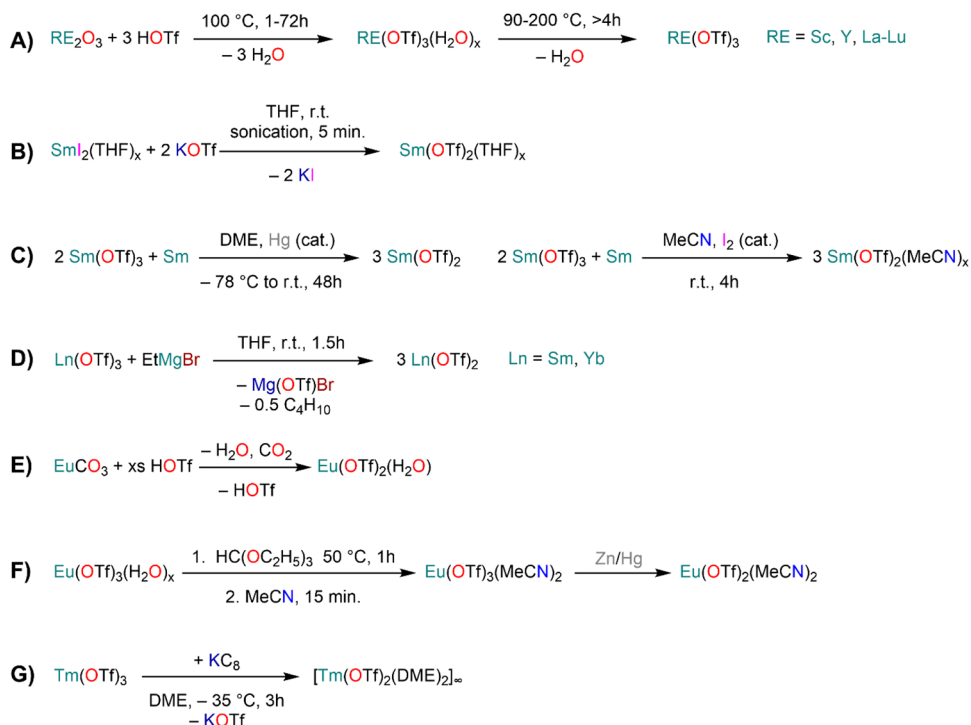 100 °C, 1-72h
90-200 °C, >4h
A) RE₂O₃ + 3 HOTf RE(OTf)₃(H₂O)ₓ RE(OTf)₃ RE = Sc, Y, La-Lu
– 3 H₂O
– H₂O
THF, r.t.
sonication, 5 min.
B) SmI₂(THF)ₓ + 2 KOTf Sm(OTf)₂(THF)ₓ
– 2 KI
DME, Hg (cat.)
MeCN, I₂ (cat.)
C) 2 Sm(OTf)₃ + Sm 3 Sm(OTf)₂ 2 Sm(OTf)₃ + Sm 3 Sm(OTf)₂(MeCN)ₓ
– 78 °C to r.t., 48h
r.t., 4h
THF, r.t., 1.5h
D) Ln(OTf)₃ + EtMgBr 3 Ln(OTf)₂ Ln = Sm, Yb
– Mg(OTf)Br
– 0.5 C₄H₁₀
– H₂O, CO₂
E) EuCO₃ + xs HOTf Eu(OTf)₂(H₂O)
– HOTf
1. HC(OC₂H₅)₃ 50 °C, 1h
Zn/Hg
F) Eu(OTf)₃(H₂O)ₓ Eu(OTf)₃(MeCN)₂ Eu(OTf)₂(MeCN)₂
2. MeCN, 15 min.
+ KC₈
G) Tm(OTf)₃ [Tm(OTf)₂(DME)₂]∞
DME, – 35 °C, 3h
– KOTf